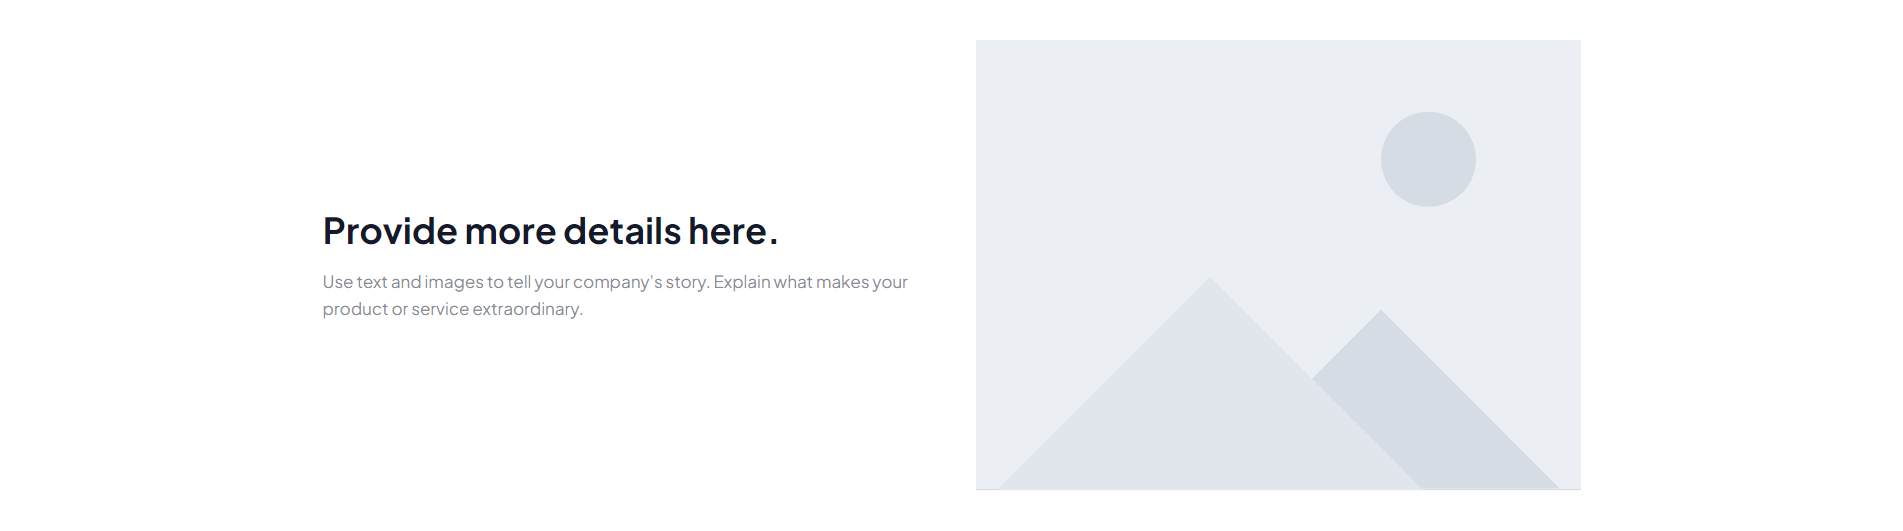 Provide more details here.
Use text and images to tell your company's story. Explain what makes your
product or service extraordinary.